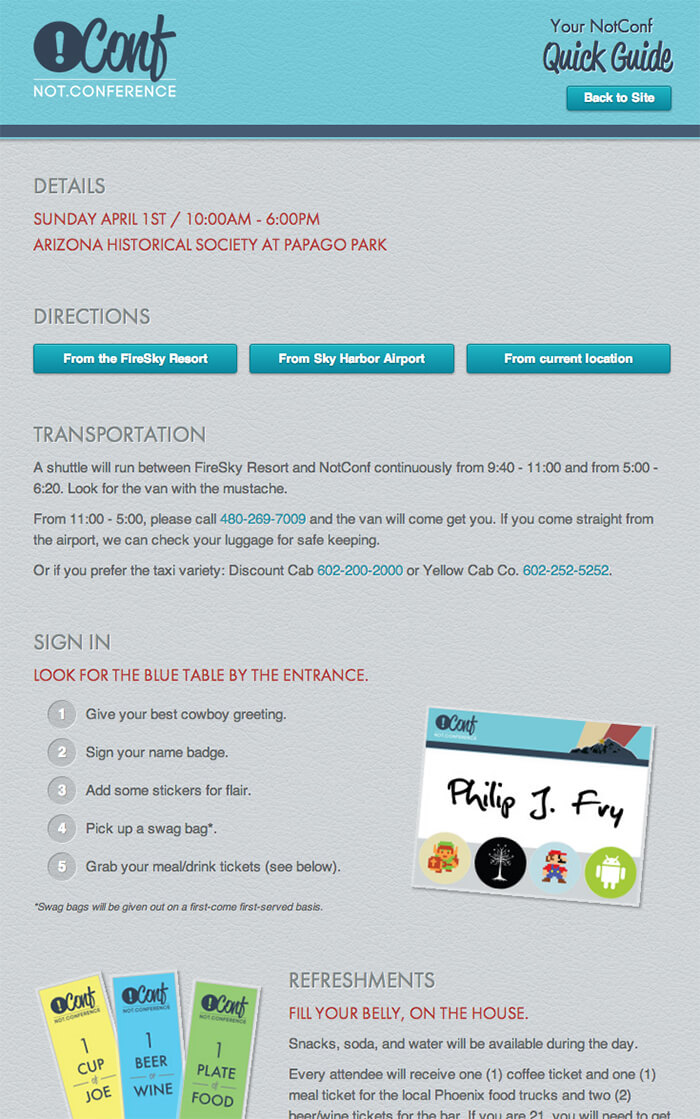 !Conf
NOT.CONFERENCE
Your NotConf
Quick Guide
Back to Site
DETAILS
SUNDAY APRIL 1ST / 10:00AM - 6:00PM
ARIZONA HISTORICAL SOCIETY AT PAPAGO PARK
DIRECTIONS
From the FireSky Resort
From Sky Harbor Airport
From current location
TRANSPORTATION
A shuttle will run between FireSky Resort and NotConf continuously from 9:40 - 11:00 and from 5:00 -
6:20. Look for the van with the mustache.
From 11:00 - 5:00, please call 480-269-7009 and the van will come get you. If you come straight from
the airport, we can check your luggage for safe keeping.
Or if you prefer the taxi variety: Discount Cab 602-200-2000 or Yellow Cab Co. 602-252-5252.
SIGN IN
LOOK FOR THE BLUE TABLE BY THE ENTRANCE.
1 Give your best cowboy greeting.
2 Sign your name badge.
3 Add some stickers for flair.
4 Pick up a swag bag*.
5 Grab your meal/drink tickets (see below).
*Swag bags will be given out on a first-come first-served basis.
!Conf
NOT.CONFERENCE
Philip J. Fry
!Conf
NOT.CONFERENCE
1
CUP
of
JOE
!Conf
NOT.CONFERENCE
1
BEER
or
WINE
!Conf
NOT.CONFERENCE
1
PLATE
of
FOOD
REFRESHMENTS
FILL YOUR BELLY, ON THE HOUSE.
Snacks, soda, and water will be available during the day.
Every attendee will receive one (1) coffee ticket and one (1)
meal ticket for the local Phoenix food trucks and two (2)
beer/wine tickets for the bar. If you are 21, you will need to get